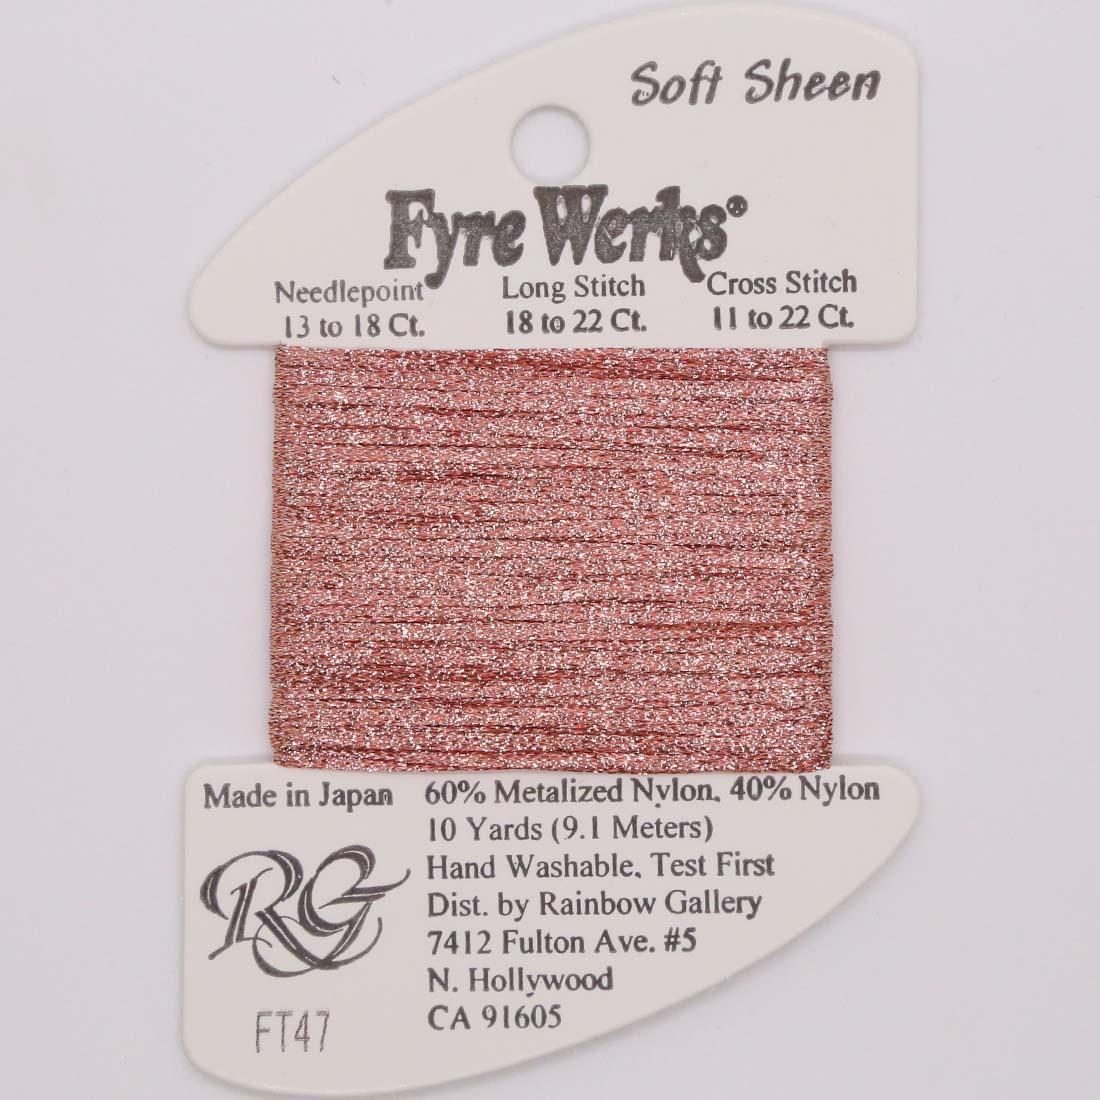 Soft Sheen
Fyre Werks®
Needlepoint Long Stitch Cross Stitch
13 to 18 Ct. 18 to 22 Ct. 11 to 22 Ct.
Made in Japan 60% Metalized Nylon, 40% Nylon
10 Yards (9.1 Meters)
Hand Washable, Test First
Dist. by Rainbow Gallery
7412 Fulton Ave. #5
N. Hollywood
CA 91605
RG
FT47